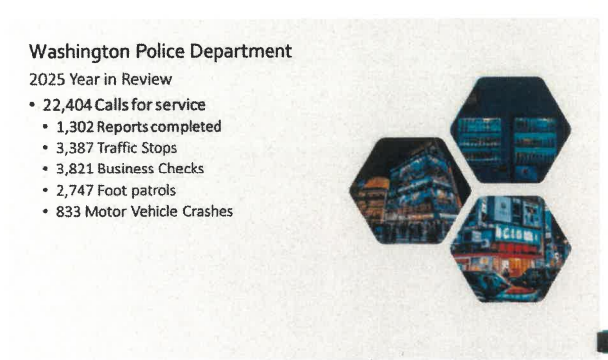 Washington Police Department
2025 Year in Review
• 22,404 Calls for service
• 1,302 Reports completed
• 3,387 Traffic Stops
• 3,821 Business Checks
• 2,747 Foot patrols
• 833 Motor Vehicle Crashes